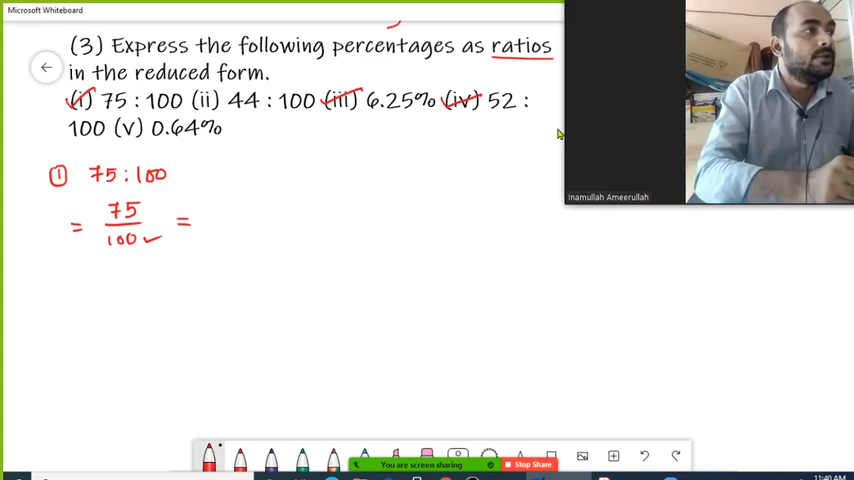 Microsoft Whiteboard
(3) Express the following percentages as ratios
in the reduced form.
(i) 75 : 100 (ii) 44 : 100 (iii) 6.25% (iv) 52 :
100 (v) 0.64%
① 75 : 100
= 75/100 ✓ =
Inamullah Ameerullah
You are screen sharing Stop Share
11:40 AM